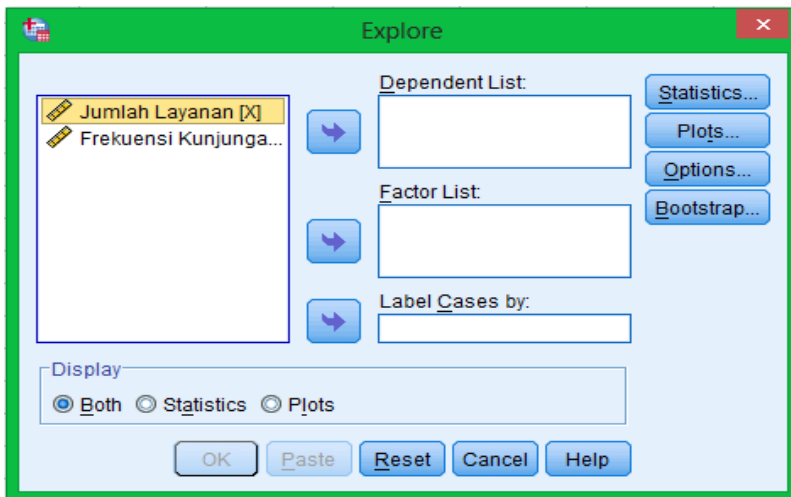 Explore
Jumlah Layanan [X]
Frekuensi Kunjunga...
Dependent List:
Factor List:
Label Cases by:
Statistics...
Plots...
Options...
Bootstrap...
Display
Both Statistics Plots
OK Paste Reset Cancel Help